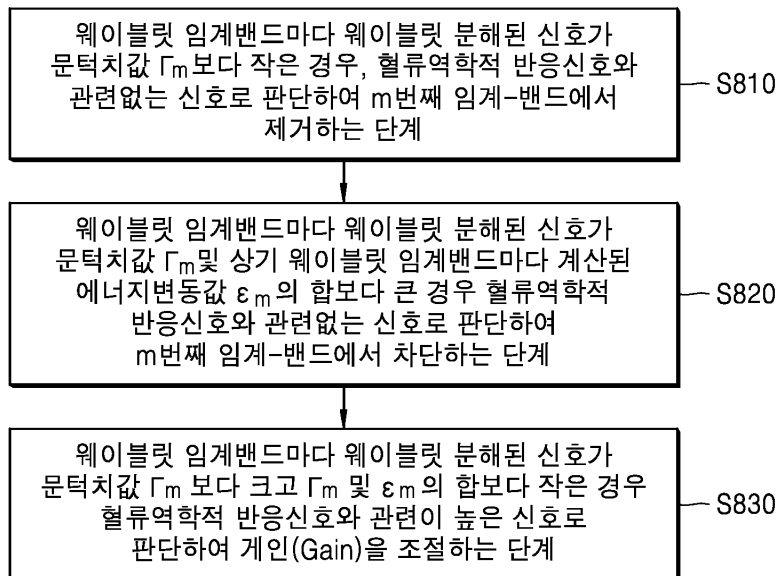 웨이블릿 임계밴드마다 웨이블릿 분해된 신호가
문턱치값 Γm보다 작은 경우, 혈류역학적 반응신호와
관련없는 신호로 판단하여 m번째 임계-밴드에서
제거하는 단계
S810
웨이블릿 임계밴드마다 웨이블릿 분해된 신호가
문턱치값 Γm및 상기 웨이블릿 임계밴드마다 계산된
에너지변동값 εm의 합보다 큰 경우 혈류역학적
반응신호와 관련없는 신호로 판단하여
m번째 임계-밴드에서 차단하는 단계
S820
웨이블릿 임계밴드마다 웨이블릿 분해된 신호가
문턱치값 Γm 보다 크고 Γm 및 εm의 합보다 작은 경우
혈류역학적 반응신호와 관련이 높은 신호로
판단하여 게인(Gain)을 조절하는 단계
S830